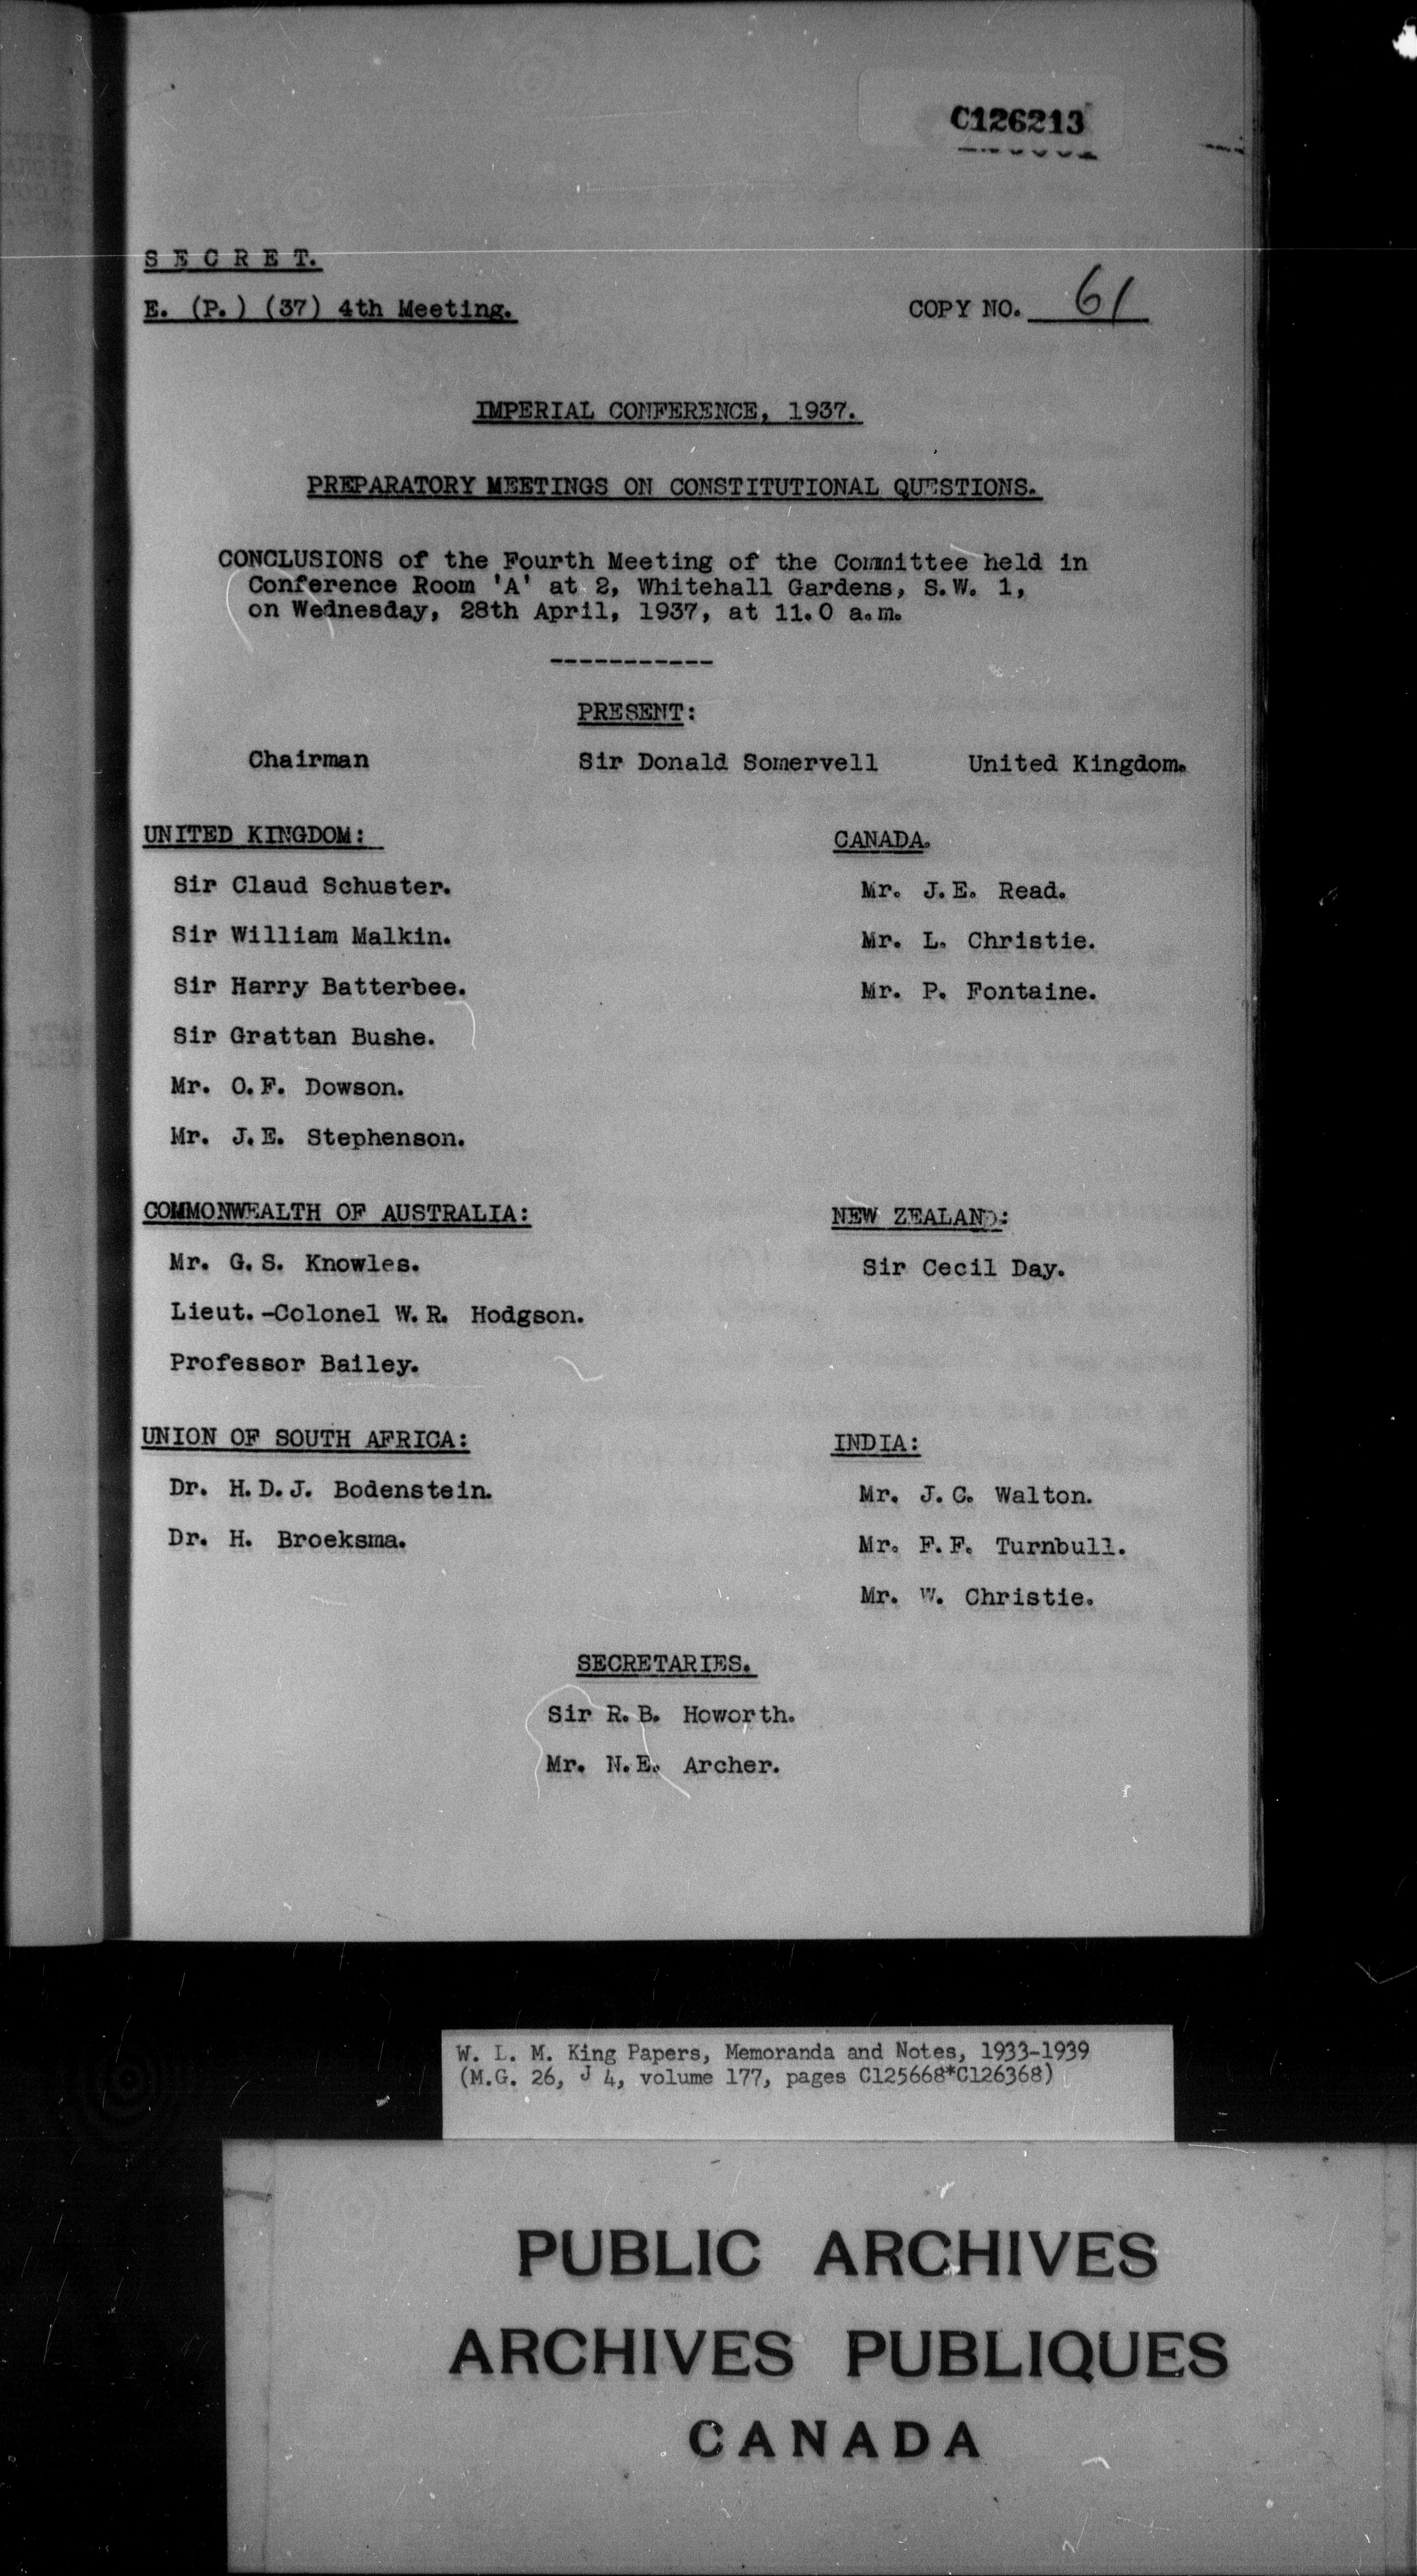 C126213
S E C R E T.
E. (P.) (37) 4th Meeting.
COPY NO. 61
IMPERIAL CONFERENCE, 1937.
PREPARATORY MEETINGS ON CONSTITUTIONAL QUESTIONS.
CONCLUSIONS of the Fourth Meeting of the Committee held in
Conference Room 'A' at 2, Whitehall Gardens, S.W. 1,
on Wednesday, 28th April, 1937, at 11.0 a.m.
-----------
PRESENT:
Chairman Sir Donald Somervell United Kingdom.
UNITED KINGDOM:
Sir Claud Schuster.
Sir William Malkin.
Sir Harry Batterbee.
Sir Grattan Bushe.
Mr. O.F. Dowson.
Mr. J.E. Stephenson.
CANADA.
Mr. J.E. Read.
Mr. L. Christie.
Mr. P. Fontaine.
COMMONWEALTH OF AUSTRALIA:
Mr. G.S. Knowles.
Lieut.-Colonel W.R. Hodgson.
Professor Bailey.
NEW ZEALAND:
Sir Cecil Day.
UNION OF SOUTH AFRICA:
Dr. H.D.J. Bodenstein.
Dr. H. Broeksma.
INDIA:
Mr. J.C. Walton.
Mr. F.F. Turnbull.
Mr. W. Christie.
SECRETARIES.
Sir R.B. Howorth.
Mr. N.E. Archer.
W. L. M. King Papers, Memoranda and Notes, 1933-1939
(M.G. 26, J 4, volume 177, pages C125668*C126368)
PUBLIC ARCHIVES
ARCHIVES PUBLIQUES
CANADA